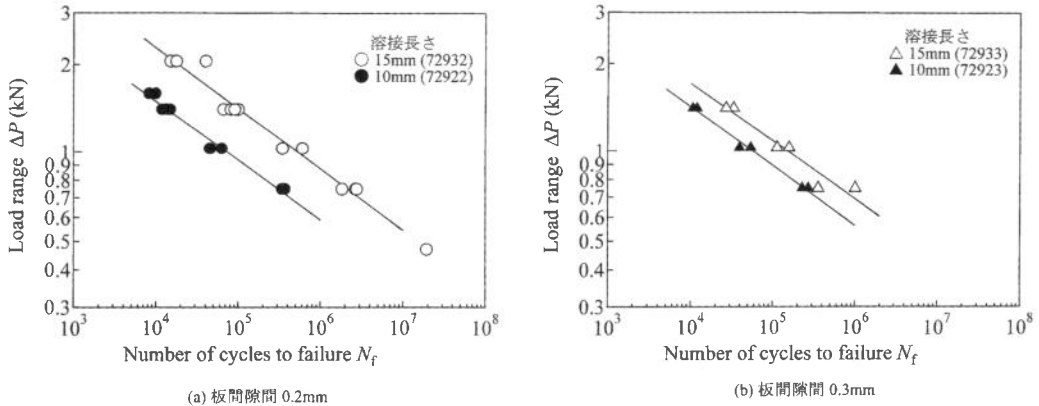 3
2
1
0.9
0.8
0.7
0.6
0.5
0.4
0.3
Load range ΔP (kN)
溶接長さ
○ 15mm (72932)
● 10mm (72922)
10³ 10⁴ 10⁵ 10⁶ 10⁷ 10⁸
Number of cycles to failure N_f
(a) 板間隙間 0.2mm
3
2
1
0.9
0.8
0.7
0.6
0.5
0.4
0.3
Load range ΔP (kN)
溶接長さ
△ 15mm (72933)
▲ 10mm (72923)
10³ 10⁴ 10⁵ 10⁶ 10⁷ 10⁸
Number of cycles to failure N_f
(b) 板間隙間 0.3mm